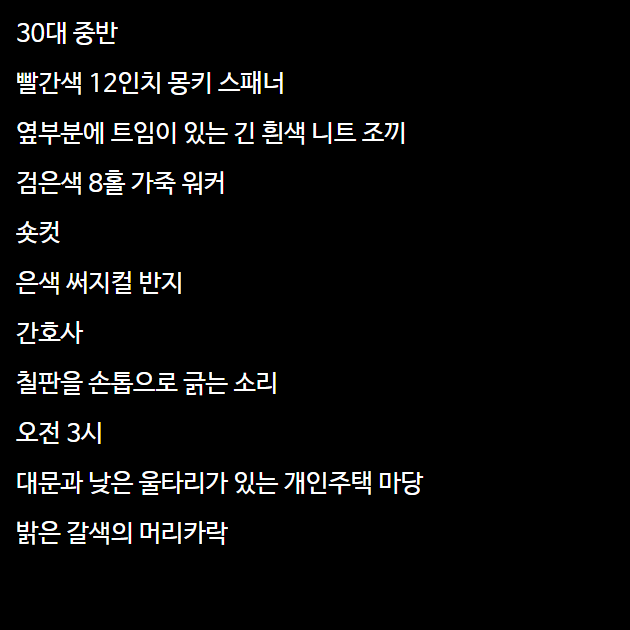 30대 중반
빨간색 12인치 몽키 스패너
옆부분에 트임이 있는 긴 흰색 니트 조끼
검은색 8홀 가죽 워커
숏컷
은색 써지컬 반지
간호사
칠판을 손톱으로 긁는 소리
오전 3시
대문과 낮은 울타리가 있는 개인주택 마당
밝은 갈색의 머리카락